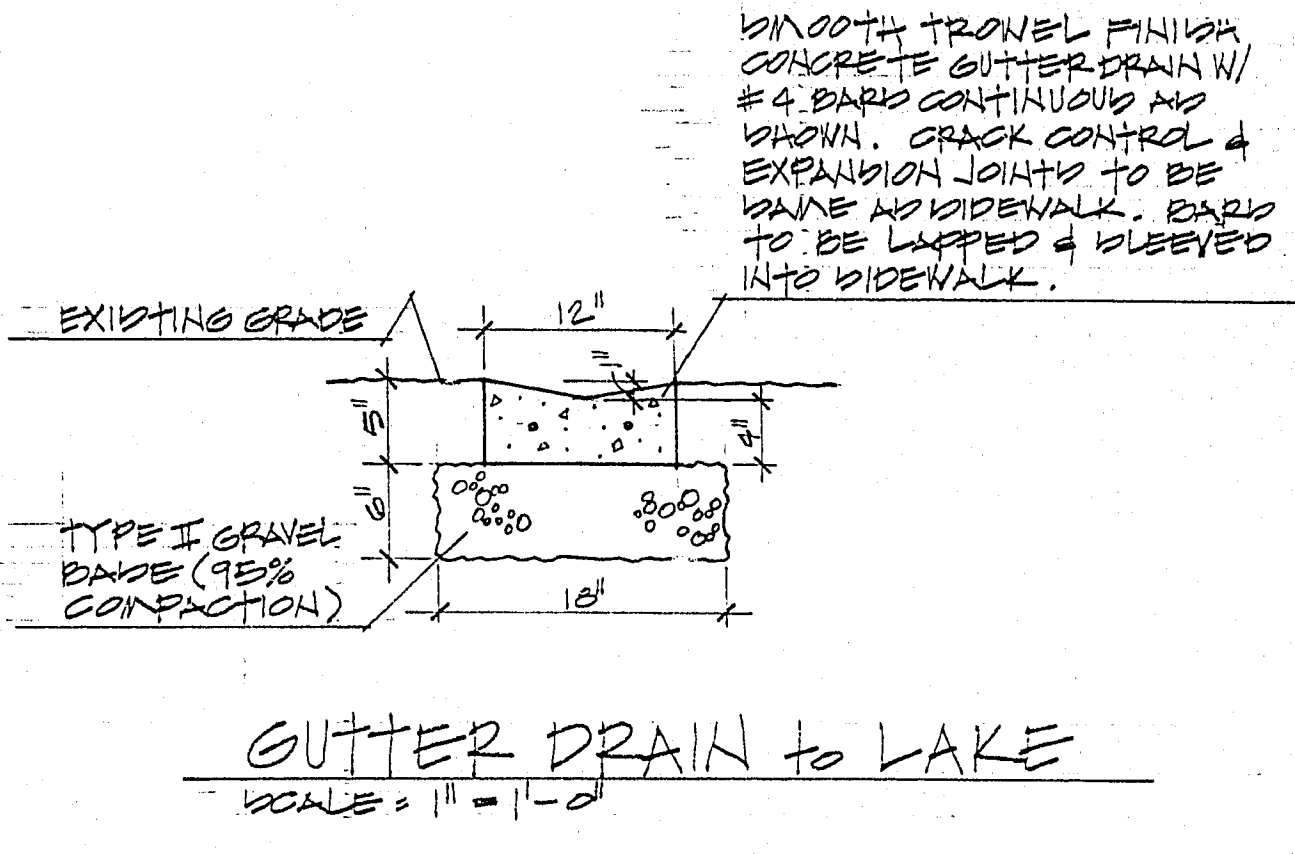 SMOOTH TROWEL FINISH
CONCRETE GUTTER DRAIN W/
#4 BARS CONTINUOUS AS
SHOWN. CRACK CONTROL &
EXPANSION JOINTS TO BE
SAME AS SIDEWALK. BARS
TO BE LAPPED & SLEEVED
INTO SIDEWALK.
EXISTING GRADE
12"
1"
5"
4"
6"
TYPE II GRAVEL
BASE (95%
COMPACTION)
18"
GUTTER DRAIN to LAKE
SCALE: 1" = 1'-0"